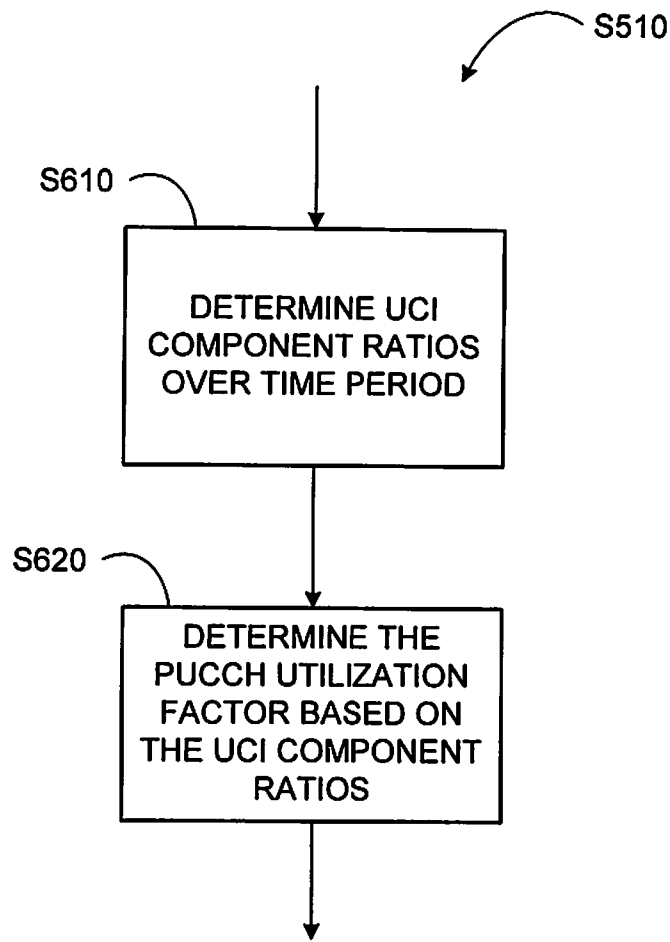 S510
S610
DETERMINE UCI
COMPONENT RATIOS
OVER TIME PERIOD
S620
DETERMINE THE
PUCCH UTILIZATION
FACTOR BASED ON
THE UCI COMPONENT
RATIOS